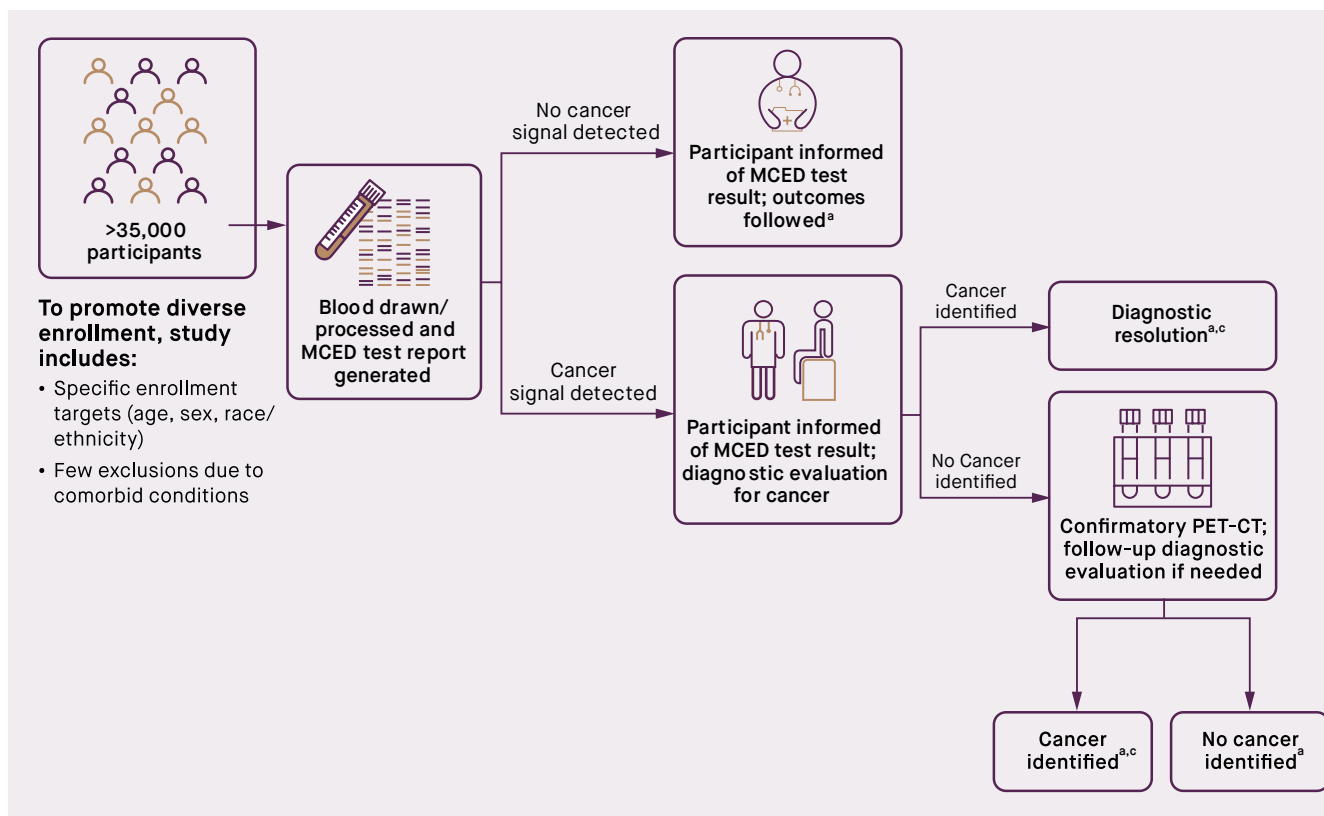 >35,000
participants
To promote diverse
enrollment, study
includes:
• Specific enrollment
targets (age, sex, race/
ethnicity)
• Few exclusions due to
comorbid conditions
Blood drawn/
processed and
MCED test report
generated
No cancer
signal detected
Participant informed
of MCED test
result; outcomes
followedᵃ
Cancer
signal detected
Participant informed
of MCED test result;
diagnostic evaluation
for cancer
Cancer
identified
Diagnostic
resolutionᵃ,ᶜ
No Cancer
identified
Confirmatory PET-CT;
follow-up diagnostic
evaluation if needed
Cancer
identifiedᵃ,ᶜ
No cancer
identifiedᵃ